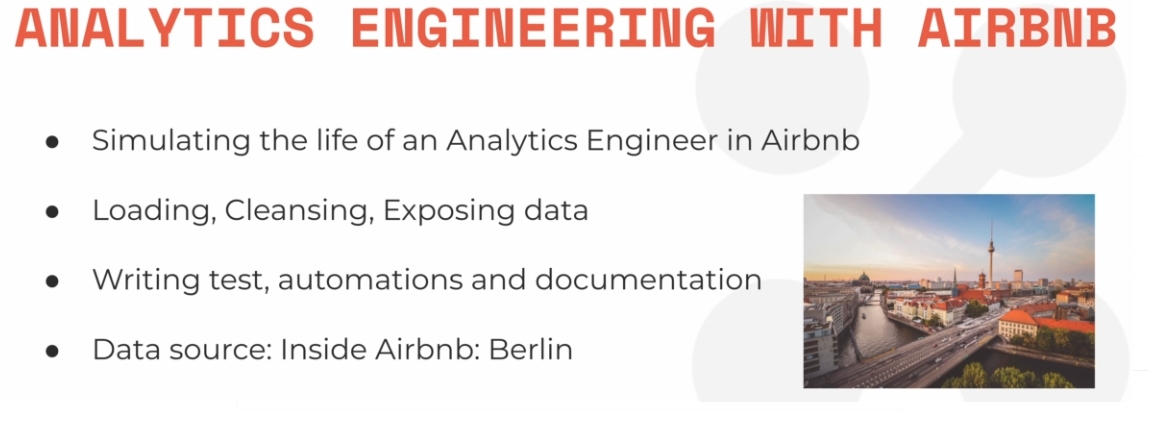 ANALYTICS ENGINEERING WITH AIRBNB
● Simulating the life of an Analytics Engineer in Airbnb
● Loading, Cleansing, Exposing data
● Writing test, automations and documentation
● Data source: Inside Airbnb: Berlin